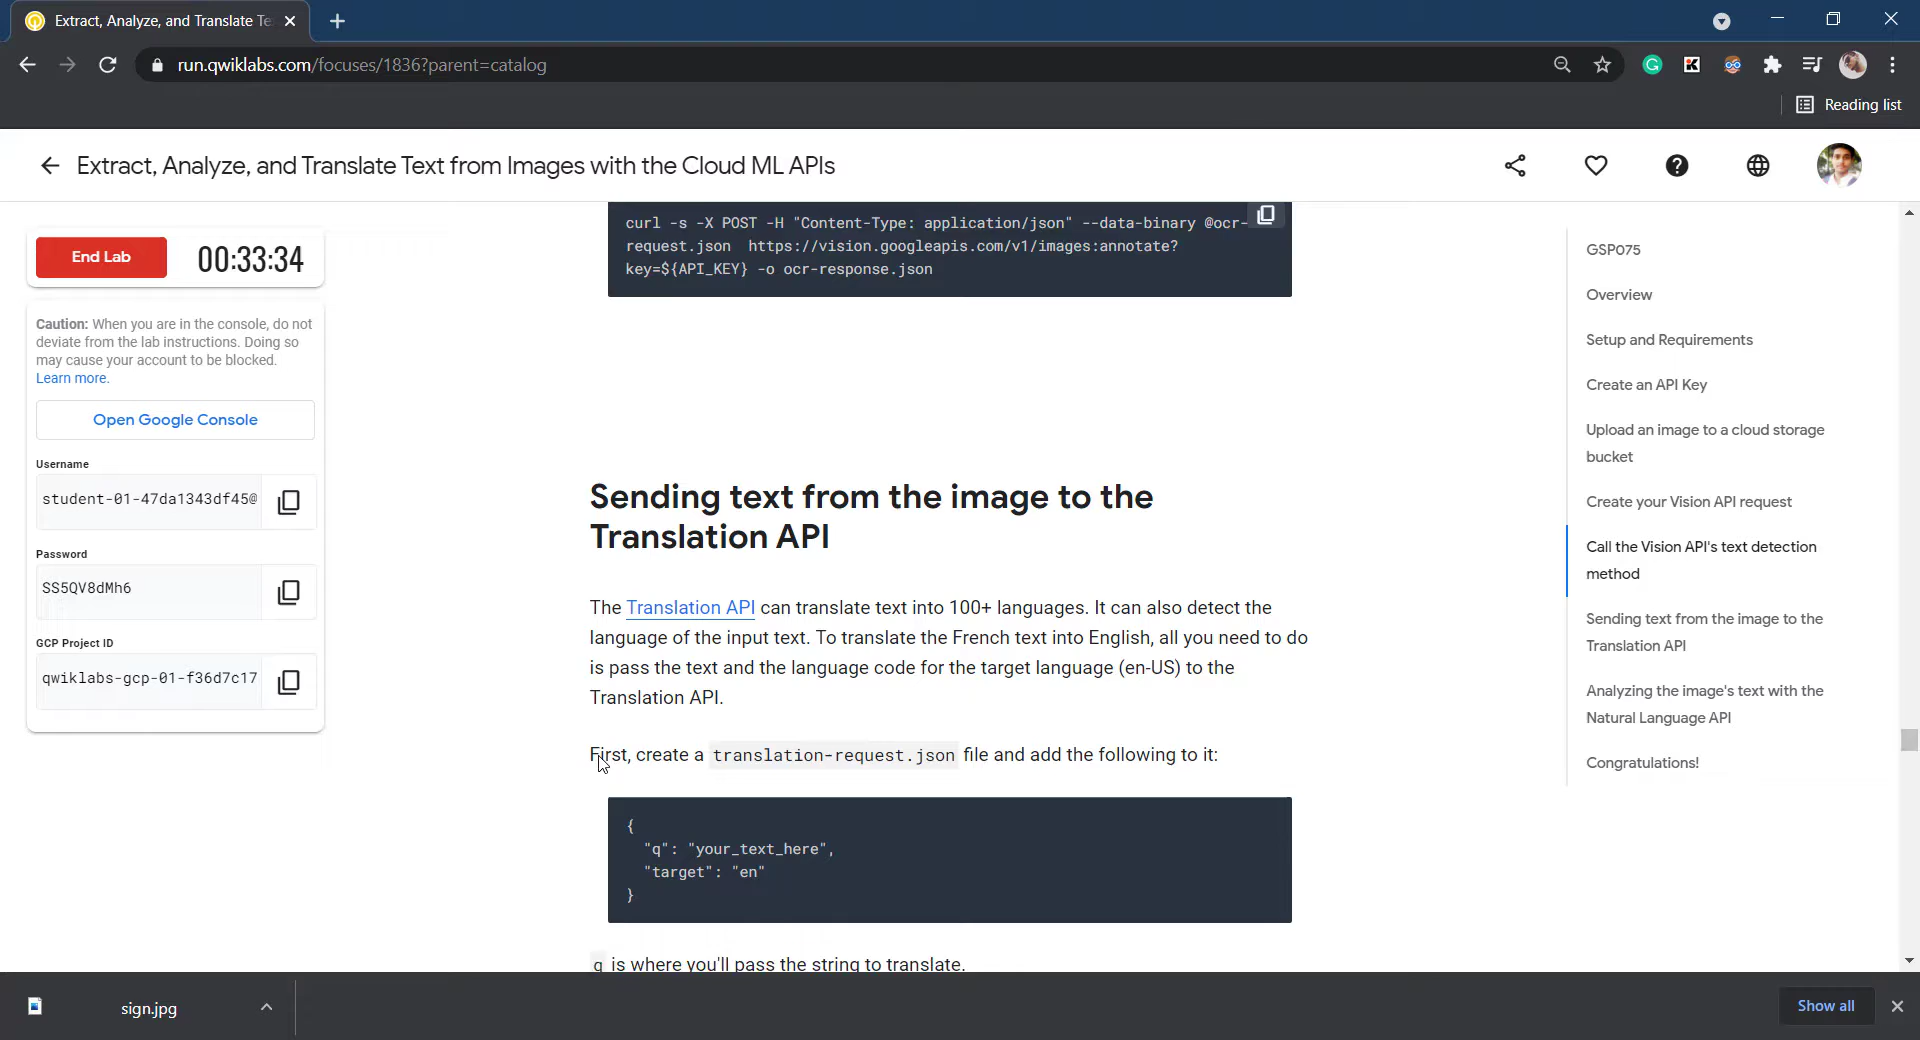 Extract, Analyze, and Translate Te
run.qwiklabs.com/focuses/1836?parent=catalog
Reading list
Extract, Analyze, and Translate Text from Images with the Cloud ML APIs
End Lab
00:33:34
Caution: When you are in the console, do not
deviate from the lab instructions. Doing so
may cause your account to be blocked.
Learn more.
Open Google Console
Username
student-01-47da1343df45@
Password
SS5QV8dMh6
GCP Project ID
qwiklabs-gcp-01-f36d7c17
curl -s -X POST -H "Content-Type: application/json" --data-binary @ocr-
request.json  https://vision.googleapis.com/v1/images:annotate?
key=${API_KEY} -o ocr-response.json
Sending text from the image to the
Translation API
The Translation API can translate text into 100+ languages. It can also detect the
language of the input text. To translate the French text into English, all you need to do
is pass the text and the language code for the target language (en-US) to the
Translation API.
First, create a translation-request.json file and add the following to it:
{
"q": "your_text_here",
"target": "en"
}
q is where you'll pass the string to translate.
GSP075
Overview
Setup and Requirements
Create an API Key
Upload an image to a cloud storage
bucket
Create your Vision API request
Call the Vision API's text detection
method
Sending text from the image to the
Translation API
Analyzing the image's text with the
Natural Language API
Congratulations!
sign.jpg
Show all